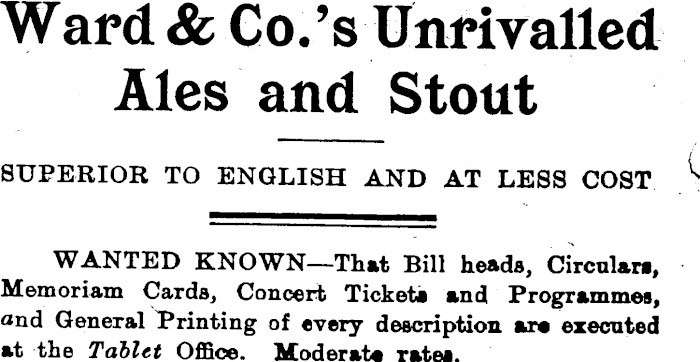 Ward & Co.'s Unrivalled
Ales and Stout
SUPERIOR TO ENGLISH AND AT LESS COST
WANTED KNOWN—That Bill heads, Circulars,
Memoriam Cards, Concert Tickets and Programmes,
and General Printing of every description are executed
at the Tablet Office. Moderate rates.